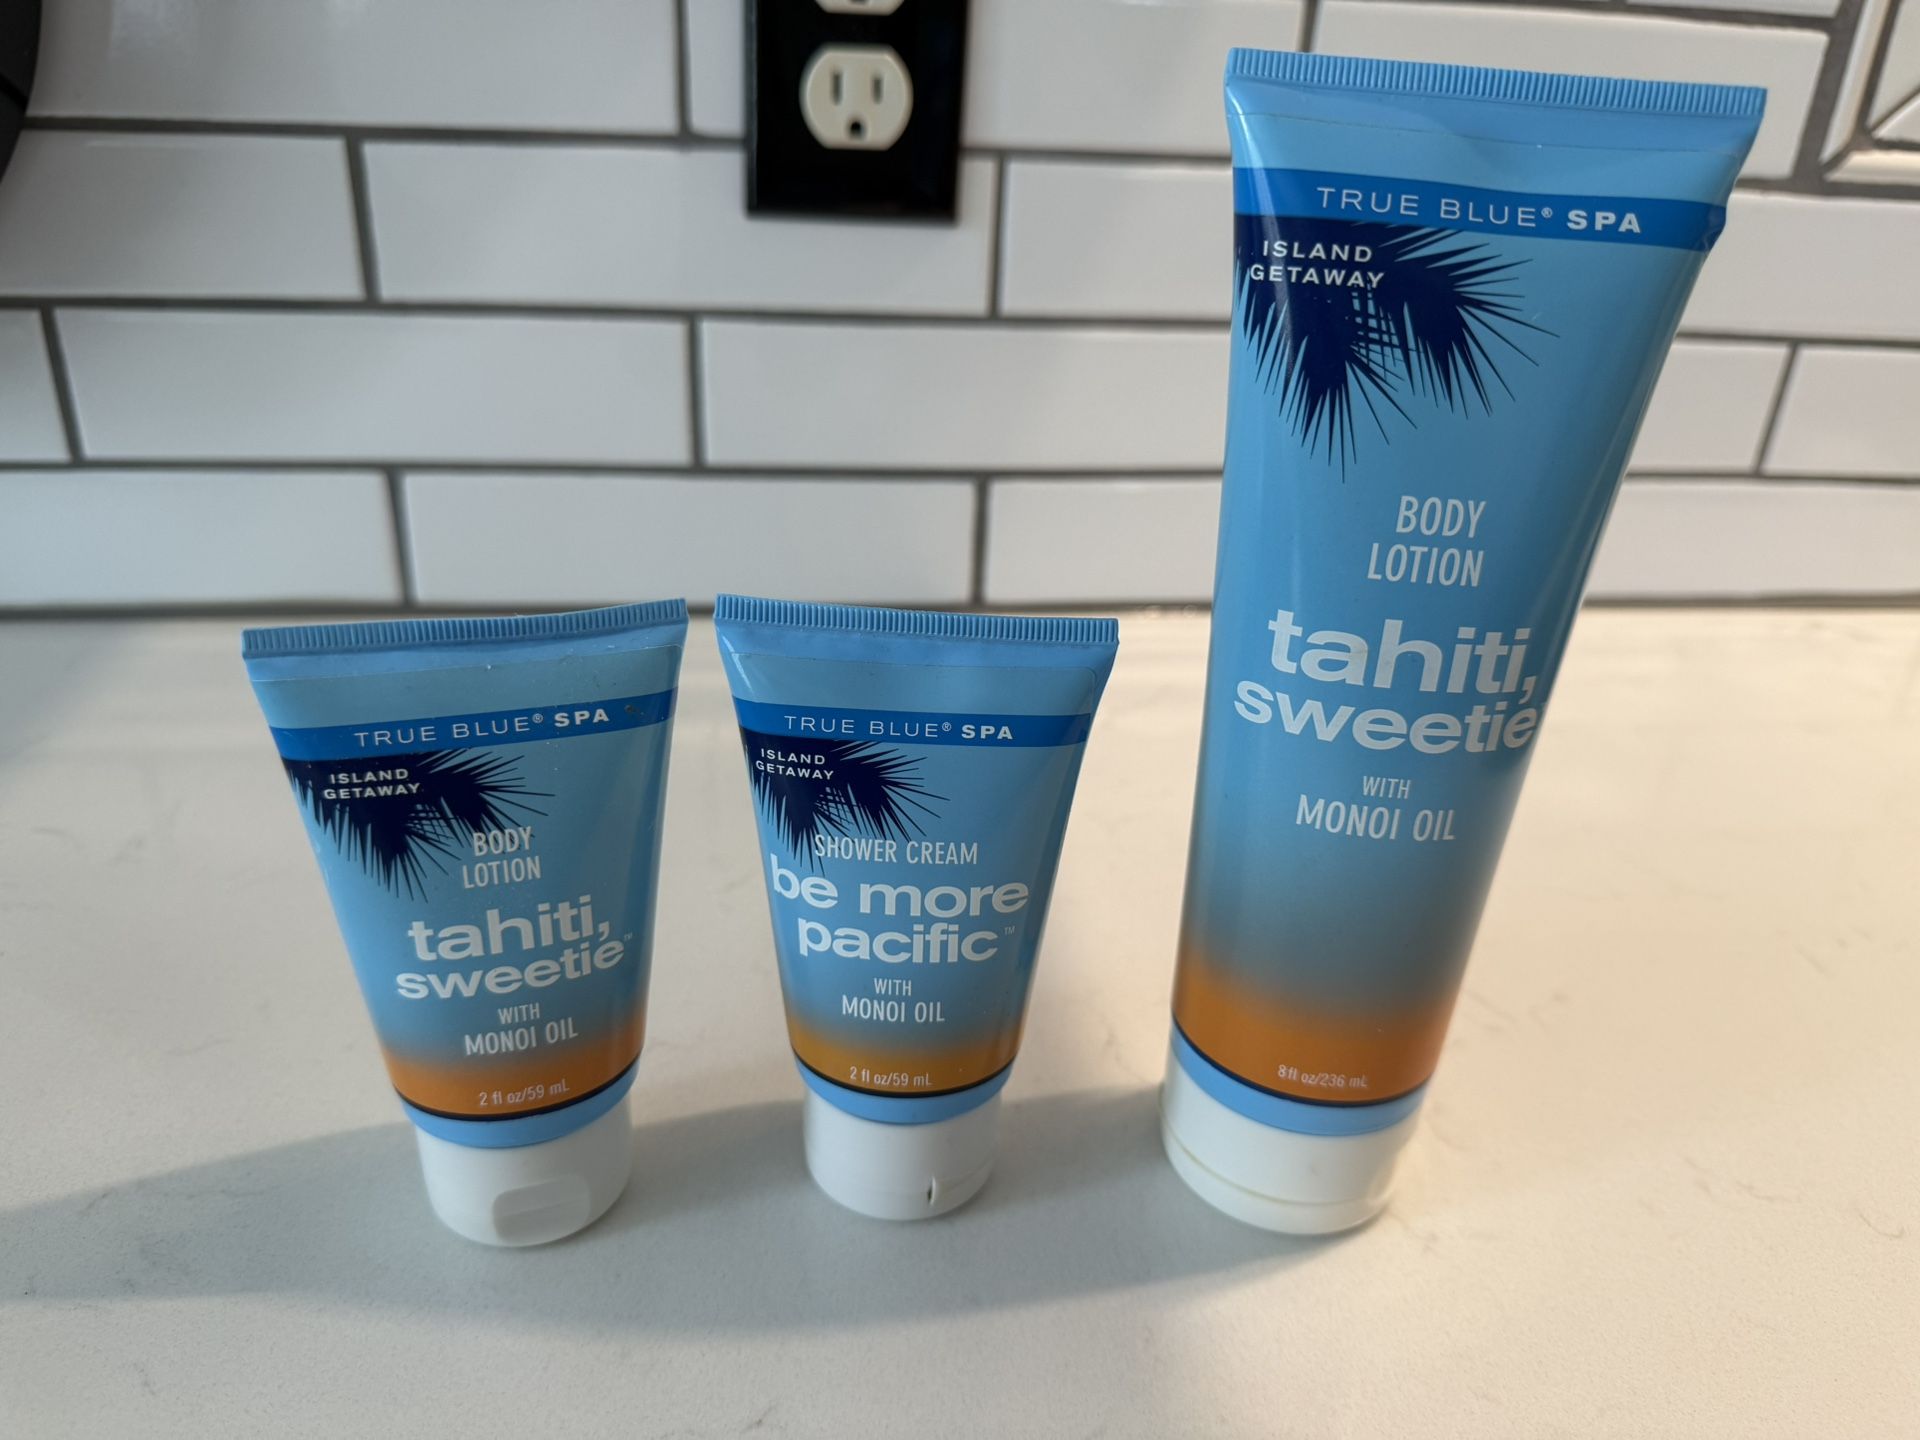 TRUE BLUE® SPA
ISLAND
GETAWAY
BODY
LOTION
tahiti,
sweetie™
WITH
MONOI OIL
2 fl oz/59 mL
TRUE BLUE® SPA
ISLAND
GETAWAY
SHOWER CREAM
be more
pacific™
WITH
MONOI OIL
2 fl oz/59 mL
TRUE BLUE® SPA
ISLAND
GETAWAY
BODY
LOTION
tahiti,
sweetie
WITH
MONOI OIL
8 fl oz/236 mL